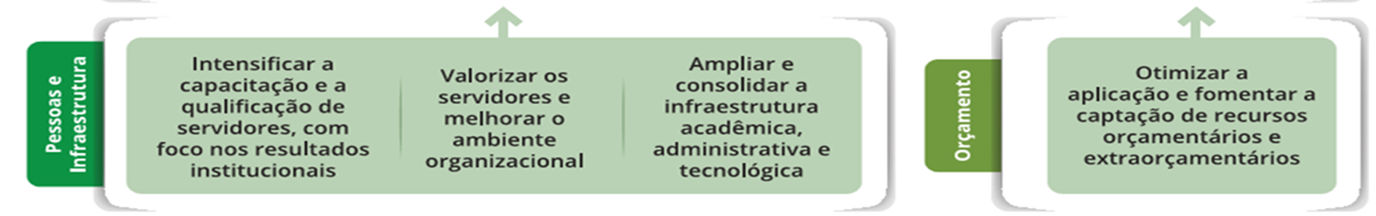 Pessoas e
Infraestrutura
Intensificar a
capacitação e a
qualificação de
servidores, com
foco nos resultados
institucionais
Valorizar os
servidores e
melhorar o
ambiente
organizacional
Ampliar e
consolidar a
infraestrutura
acadêmica,
administrativa e
tecnológica
Orçamento
Otimizar a
aplicação e fomentar a
captação de recursos
orçamentários e
extraorçamentários